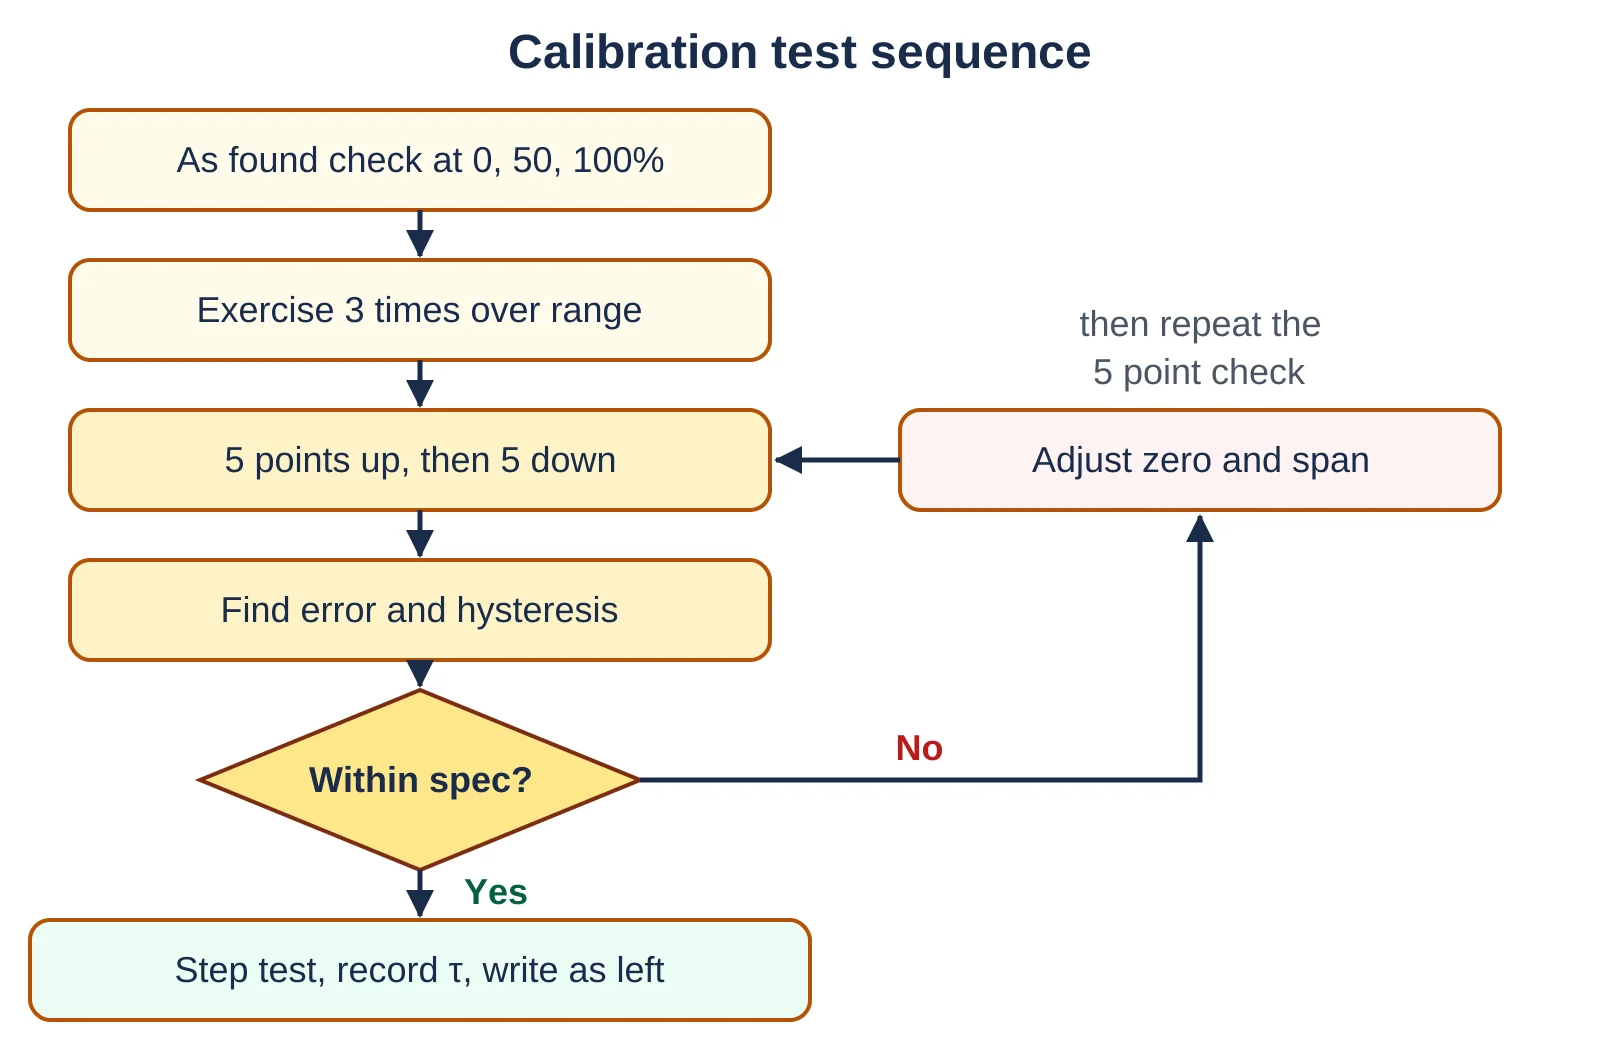 Calibration test sequence
As found check at 0, 50, 100%
Exercise 3 times over range
then repeat the
5 point check
5 points up, then 5 down
Adjust zero and span
Find error and hysteresis
Within spec?
No
Yes
Step test, record τ, write as left